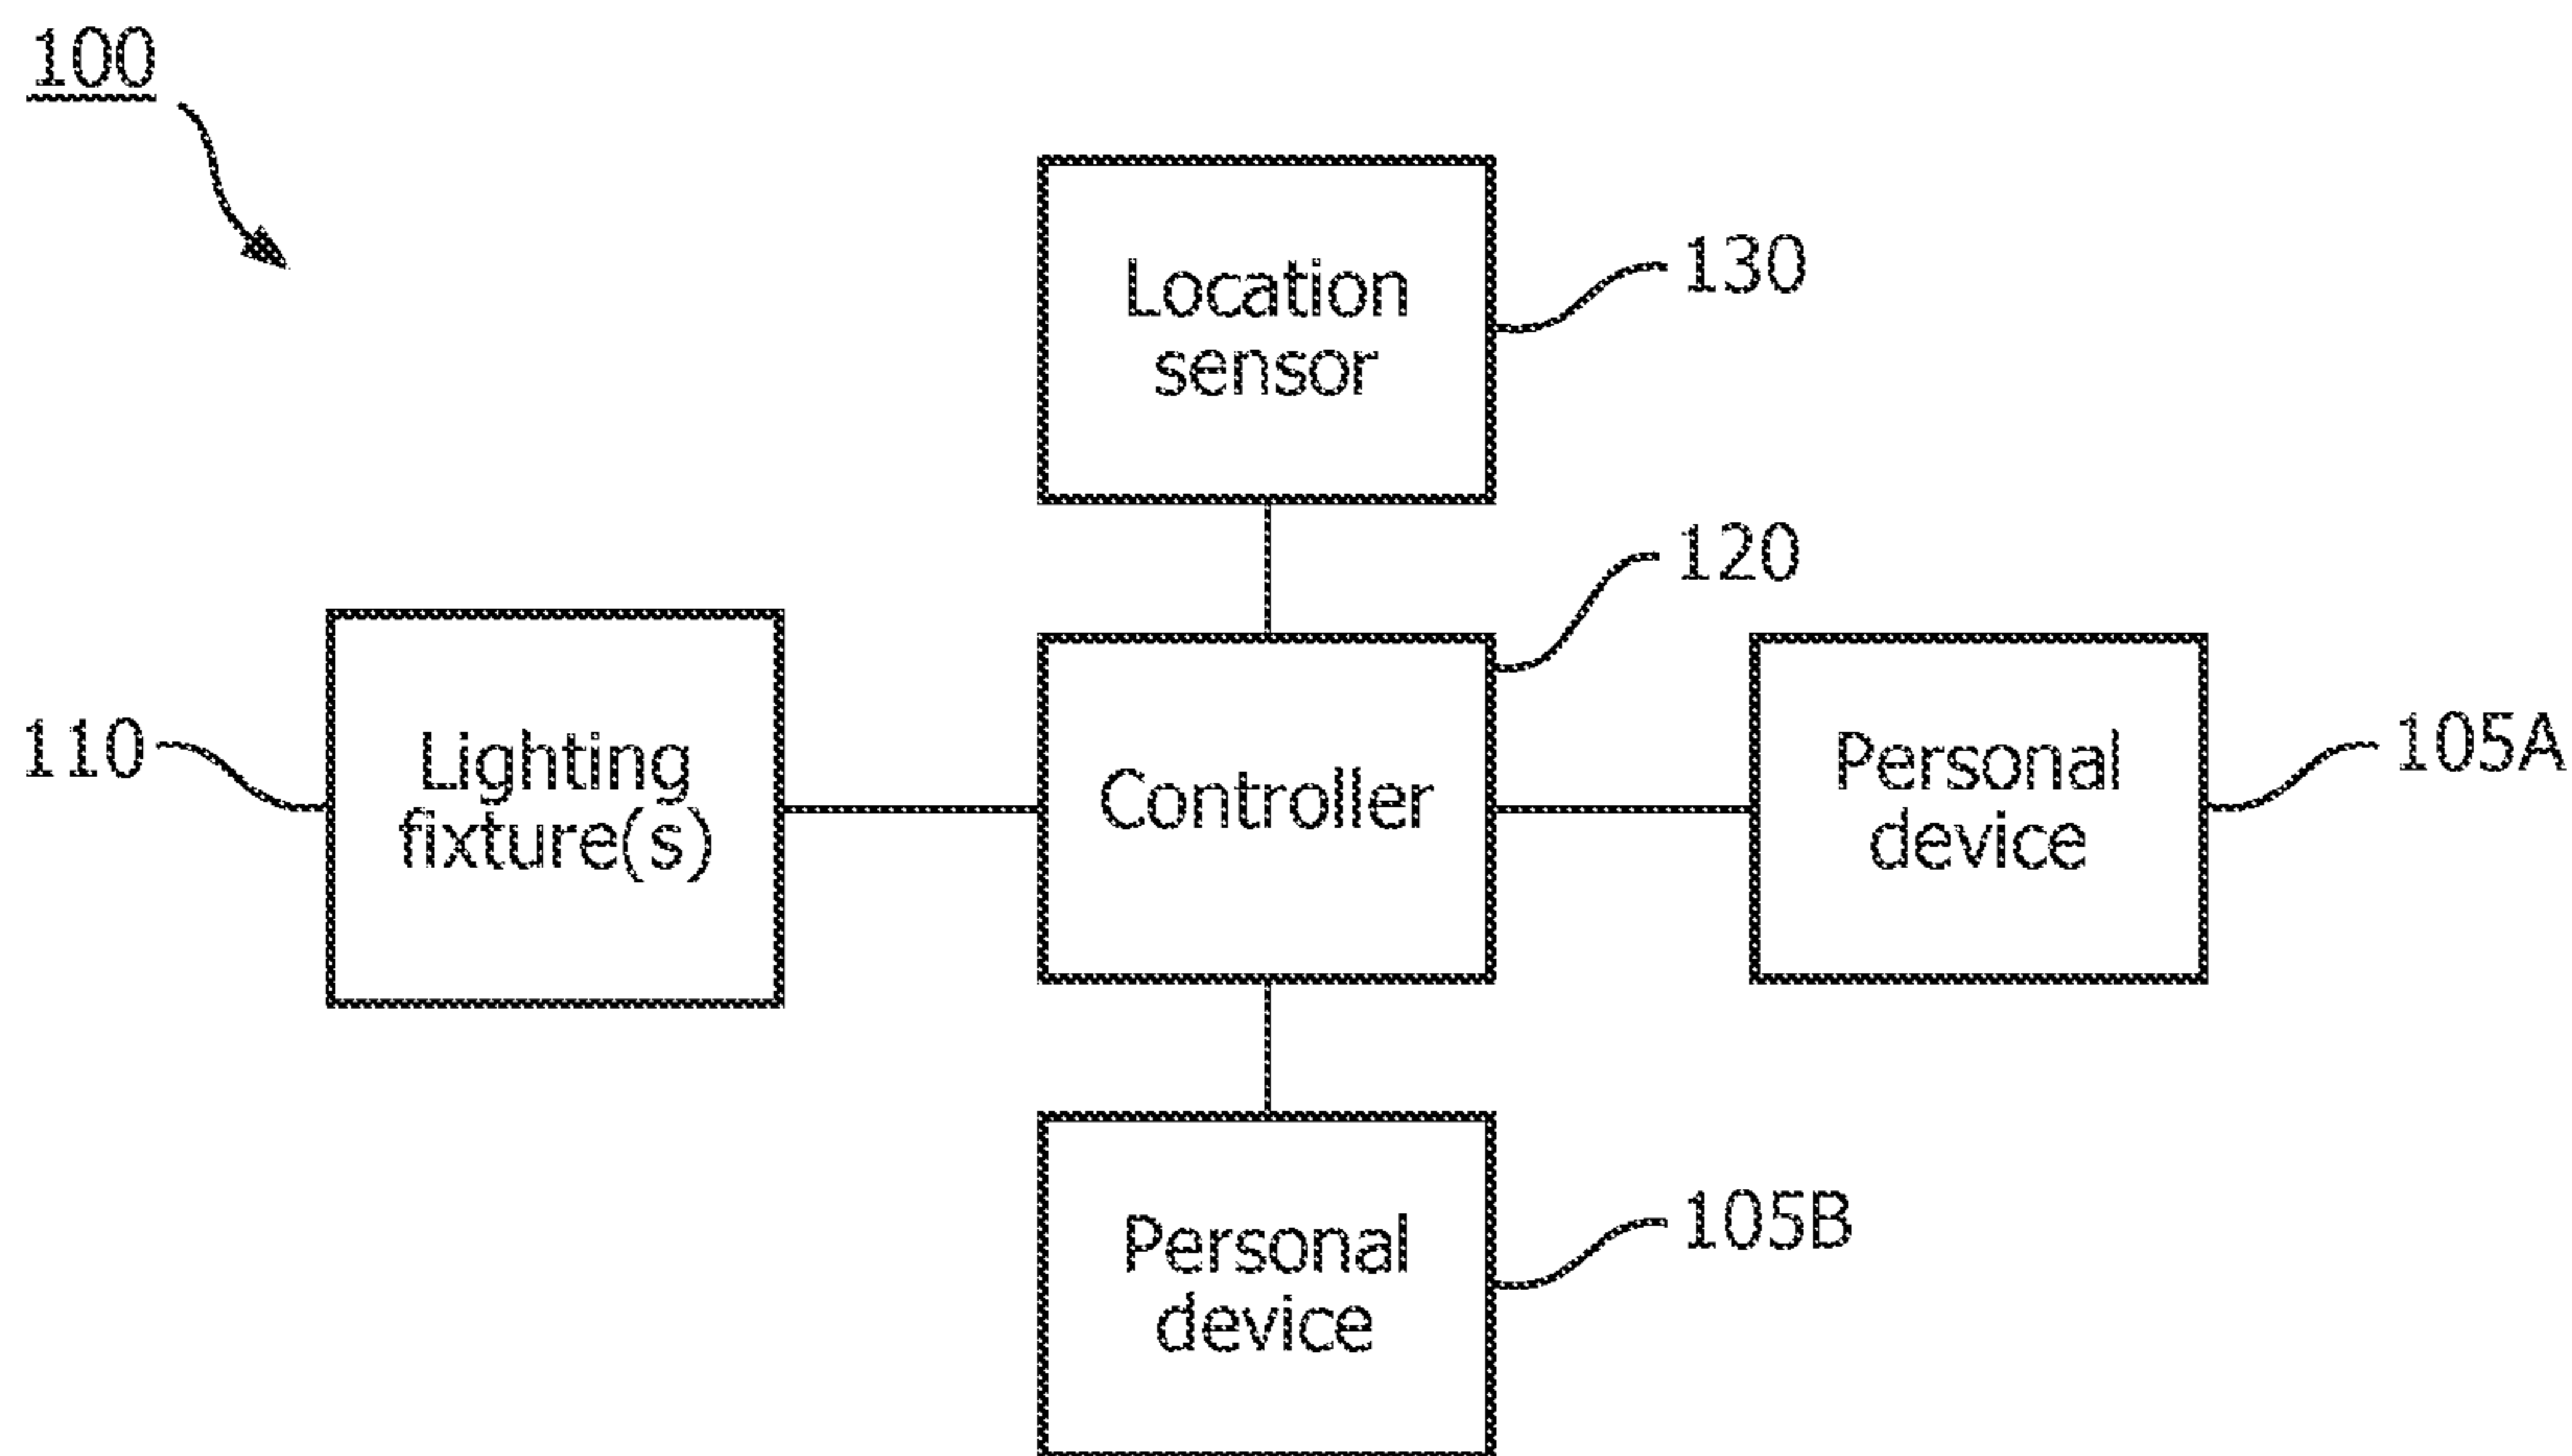 100
Location
sensor
130
120
110
Lighting
fixture(s)
Controller
Personal
device
105A
Personal
device
105B